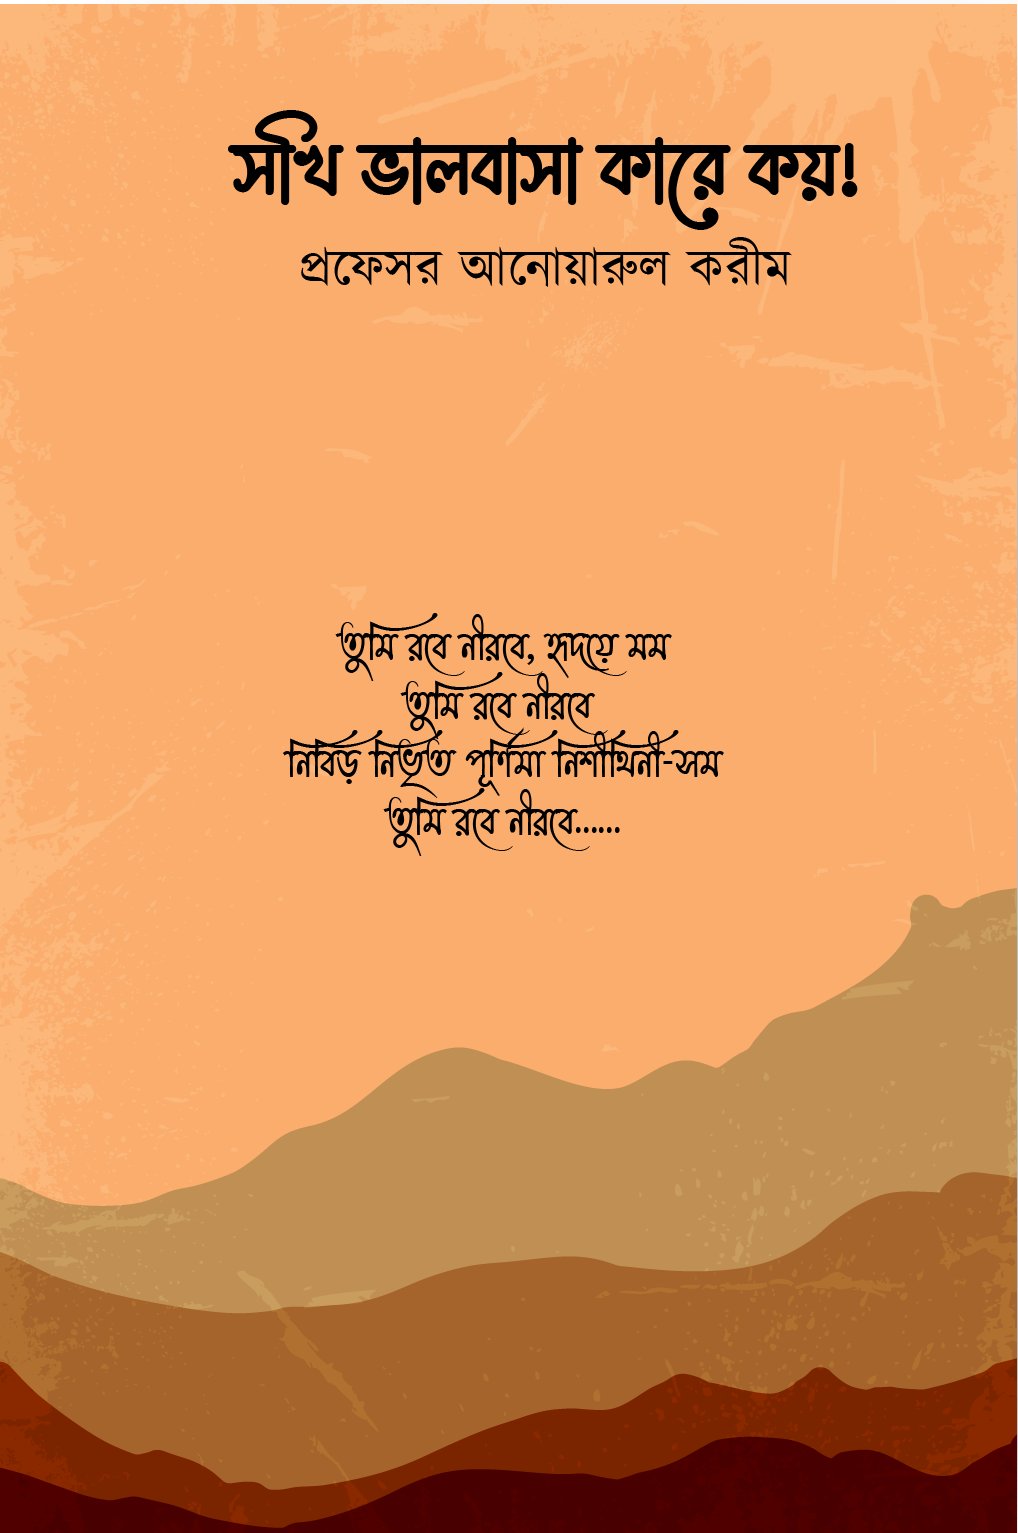 সখি ভালবাসা কারে কয়!
প্রফেসর আনোয়ারুল করীম
তুমি রবে নীরবে, হৃদয়ে মম
তুমি রবে নীরবে
নিবিড় নিভৃত পূর্ণিমা নিশীথিনী-সম
তুমি রবে নীরবে......